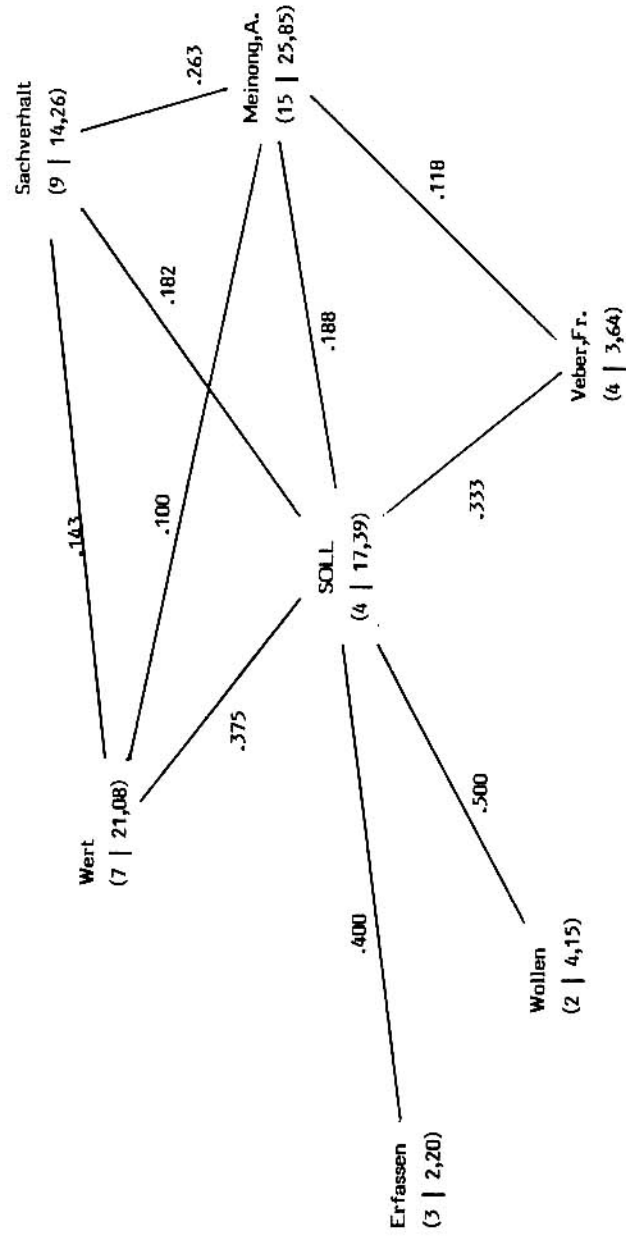 Sachverhalt
(9 | 14,26)
.263
Meinong,A.
(15 | 25,85)
.143
.182
.100
.188
.118
Wert
(7 | 21,08)
.375
SOLL
(4 | 17,39)
.333
Veber,Fr.
(4 | 3,64)
.400
.500
Wollen
(2 | 4,15)
Erfassen
(3 | 2,20)